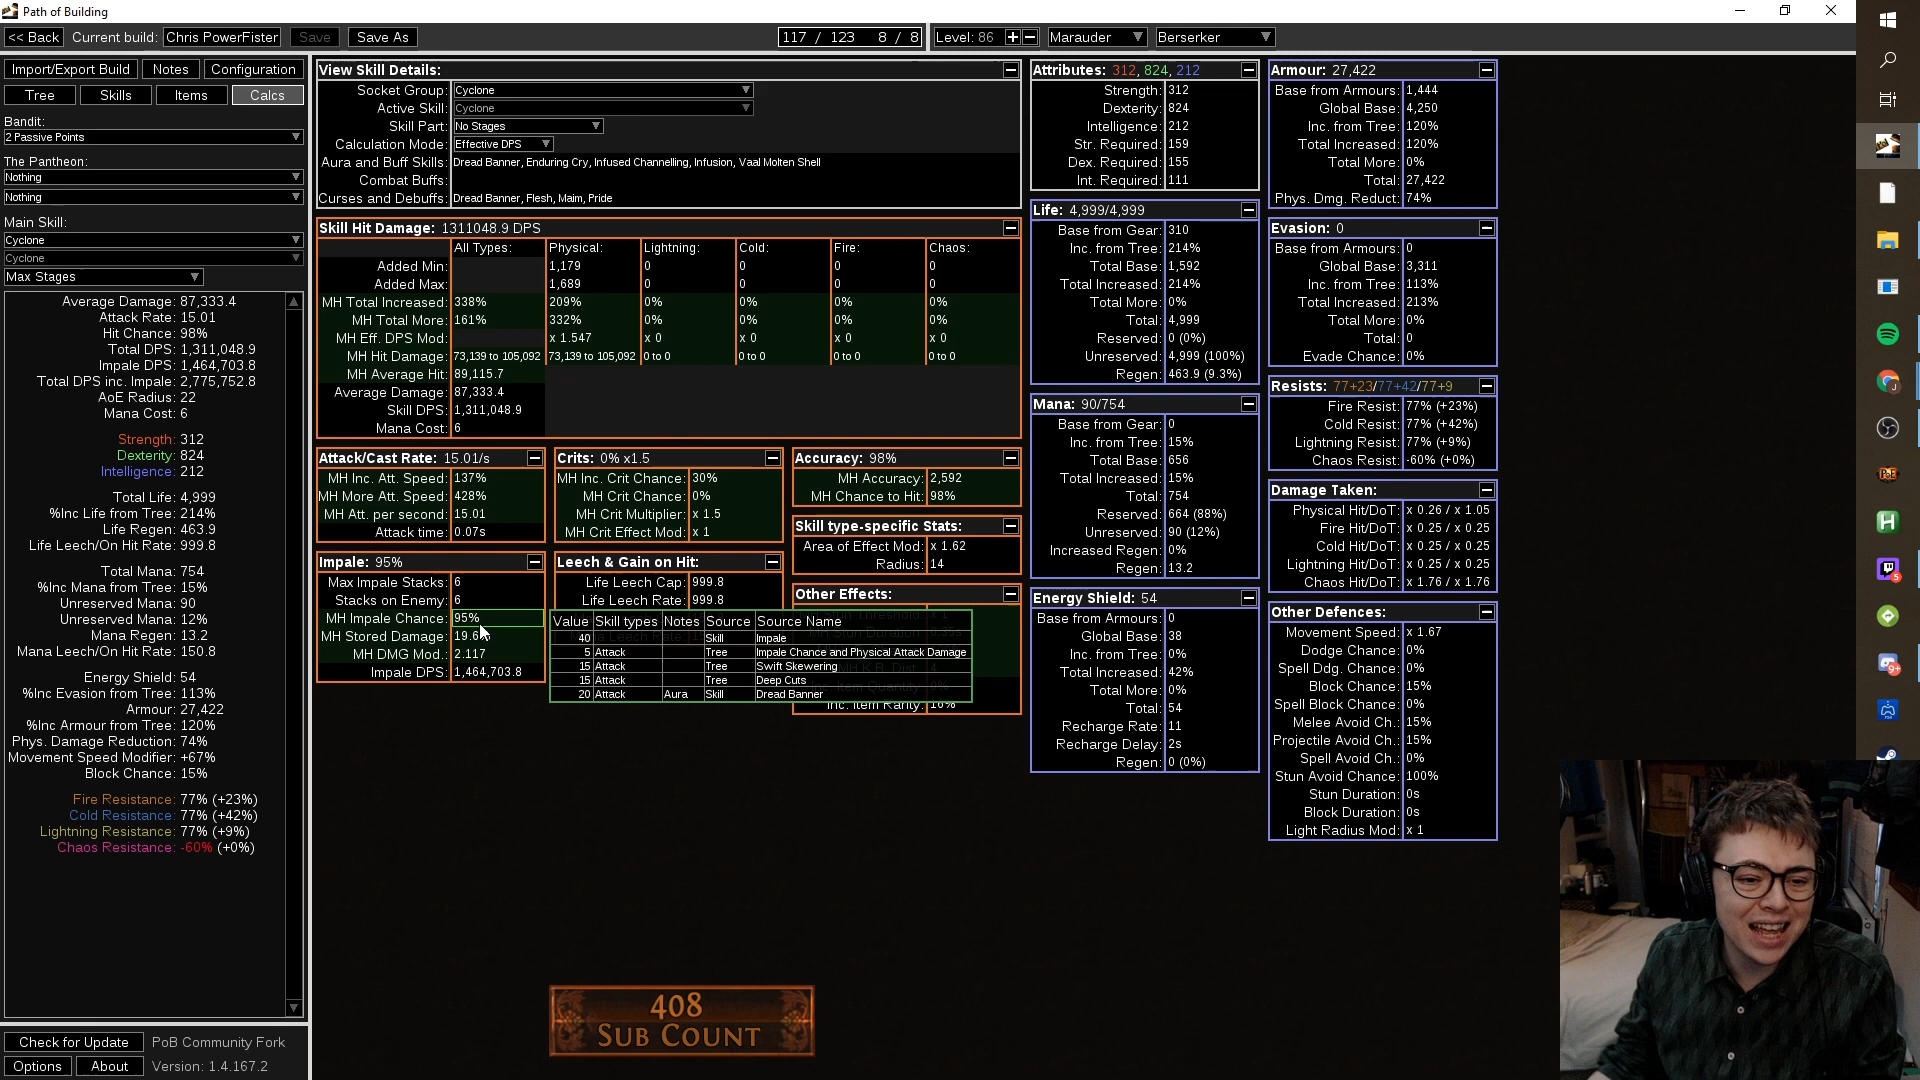 Path of Building
<< Back Current build: Chris PowerFister Save Save As 117 / 123 8 / 8 Level: 86 + − Marauder Berserker
Import/Export Build Notes Configuration
Tree Skills Items Calcs
Bandit:
2 Passive Points
The Pantheon:
Nothing
Nothing
Main Skill:
Cyclone
Cyclone
Max Stages
Average Damage: 87,333.4
Attack Rate: 15.01
Hit Chance: 98%
Total DPS: 1,311,048.9
Impale DPS: 1,464,703.8
Total DPS inc. Impale: 2,775,752.8
AoE Radius: 22
Mana Cost: 6
Strength: 312
Dexterity: 824
Intelligence: 212
Total Life: 4,999
%Inc Life from Tree: 214%
Life Regen: 463.9
Life Leech/On Hit Rate: 999.8
Total Mana: 754
%Inc Mana from Tree: 15%
Unreserved Mana: 90
Unreserved Mana: 12%
Mana Regen: 13.2
Mana Leech/On Hit Rate: 150.8
Energy Shield: 54
%Inc Evasion from Tree: 113%
Armour: 27,422
%Inc Armour from Tree: 120%
Phys. Damage Reduction: 74%
Movement Speed Modifier: +67%
Block Chance: 15%
Fire Resistance: 77% (+23%)
Cold Resistance: 77% (+42%)
Lightning Resistance: 77% (+9%)
Chaos Resistance: -60% (+0%)
Check for Update PoB Community Fork
Options About Version: 1.4.167.2
View Skill Details:
Socket Group: Cyclone
Active Skill: Cyclone
Skill Part: No Stages
Calculation Mode: Effective DPS
Aura and Buff Skills: Dread Banner, Enduring Cry, Infused Channelling, Infusion, Vaal Molten Shell
Combat Buffs:
Curses and Debuffs: Dread Banner, Flesh, Maim, Pride
Skill Hit Damage: 1311048.9 DPS
All Types: Physical: Lightning: Cold: Fire: Chaos:
Added Min: 1,179 0 0 0 0
Added Max: 1,689 0 0 0 0
MH Total Increased: 338% 209% 0% 0% 0% 0%
MH Total More: 161% 332% 0% 0% 0% 0%
MH Eff. DPS Mod: x 1.547 x 0 x 0 x 0 x 0
MH Hit Damage: 73,139 to 105,092 73,139 to 105,092 0 to 0 0 to 0 0 to 0 0 to 0
MH Average Hit: 89,115.7
Average Damage: 87,333.4
Skill DPS: 1,311,048.9
Mana Cost: 6
Attack/Cast Rate: 15.01/s
MH Inc. Att. Speed: 137%
MH More Att. Speed: 428%
MH Att. per second: 15.01
Attack time: 0.07s
Crits: 0% x1.5
MH Inc. Crit Chance: 30%
MH Crit Chance: 0%
MH Crit Multiplier: x 1.5
MH Crit Effect Mod: x 1
Accuracy: 98%
MH Accuracy: 2,592
MH Chance to Hit: 98%
Skill type-specific Stats:
Area of Effect Mod: x 1.62
Radius: 14
Impale: 95%
Max Impale Stacks: 6
Stacks on Enemy: 6
MH Impale Chance: 95%
MH Stored Damage: 19.6
MH DMG Mod.: 2.117
Impale DPS: 1,464,703.8
Leech & Gain on Hit:
Life Leech Cap: 999.8
Life Leech Rate: 999.8
Other Effects:
Inc. Item Rarity: 16%
Value Skill types Notes Source Source Name
40 Skill Impale
5 Attack Tree Impale Chance and Physical Attack Damage
15 Attack Tree Swift Skewering
15 Attack Tree Deep Cuts
20 Attack Aura Skill Dread Banner
408
SUB COUNT
Attributes: 312, 824, 212
Strength: 312
Dexterity: 824
Intelligence: 212
Str. Required: 159
Dex. Required: 155
Int. Required: 111
Life: 4,999/4,999
Base from Gear: 310
Inc. from Tree: 214%
Total Base: 1,592
Total Increased: 214%
Total More: 0%
Total: 4,999
Reserved: 0 (0%)
Unreserved: 4,999 (100%)
Regen: 463.9 (9.3%)
Mana: 90/754
Base from Gear: 0
Inc. from Tree: 15%
Total Base: 656
Total Increased: 15%
Total: 754
Reserved: 664 (88%)
Unreserved: 90 (12%)
Increased Regen: 0%
Regen: 13.2
Energy Shield: 54
Base from Armours: 0
Global Base: 38
Inc. from Tree: 0%
Total Increased: 42%
Total More: 0%
Total: 54
Recharge Rate: 11
Recharge Delay: 2s
Regen: 0 (0%)
Armour: 27,422
Base from Armours: 1,444
Global Base: 4,250
Inc. from Tree: 120%
Total Increased: 120%
Total More: 0%
Total: 27,422
Phys. Dmg. Reduct: 74%
Evasion: 0
Base from Armours: 0
Global Base: 3,311
Inc. from Tree: 113%
Total Increased: 213%
Total More: 0%
Total: 0
Evade Chance: 0%
Resists: 77+23/77+42/77+9
Fire Resist: 77% (+23%)
Cold Resist: 77% (+42%)
Lightning Resist: 77% (+9%)
Chaos Resist: -60% (+0%)
Damage Taken:
Physical Hit/DoT: x 0.26 / x 1.05
Fire Hit/DoT: x 0.25 / x 0.25
Cold Hit/DoT: x 0.25 / x 0.25
Lightning Hit/DoT: x 0.25 / x 0.25
Chaos Hit/DoT: x 1.76 / x 1.76
Other Defences:
Movement Speed: x 1.67
Dodge Chance: 0%
Spell Ddg. Chance: 0%
Block Chance: 15%
Spell Block Chance: 0%
Melee Avoid Ch.: 15%
Projectile Avoid Ch.: 15%
Spell Avoid Ch.: 0%
Stun Avoid Chance: 100%
Stun Duration: 0s
Block Duration: 0s
Light Radius Mod: x 1
PoE
H
5
9+